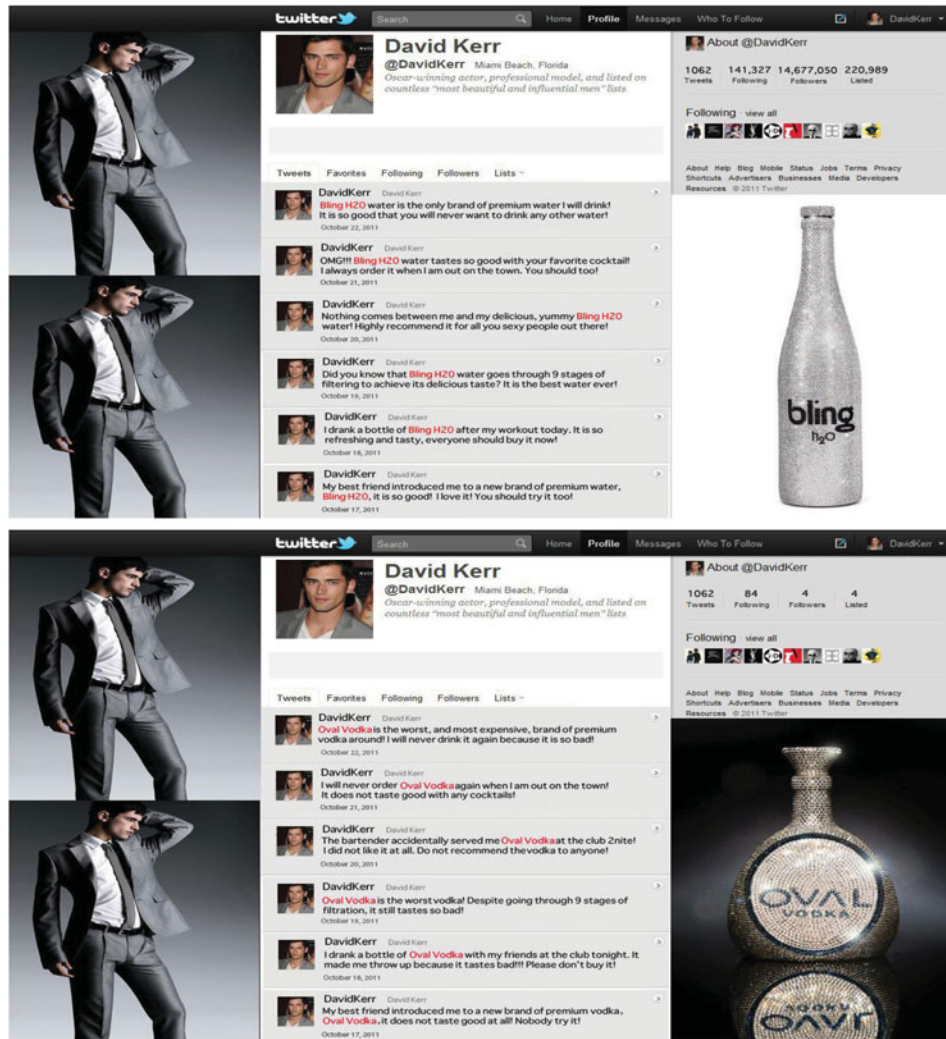 twitter Search Home Profile Messages Who To Follow DavidKerr
David Kerr
@DavidKerr Miami Beach, Florida
Oscar-winning actor, professional model, and listed on
countless "most beautiful and influential men" lists
Tweets Favorites Following Followers Lists
DavidKerr David Kerr
Bling H20 water is the only brand of premium water I will drink!
It is so good that you will never want to drink any other water!
October 22, 2011
DavidKerr David Kerr
OMG!!! Bling H20 water tastes so good with your favorite cocktail!
I always order it when I am out on the town. You should too!
October 21, 2011
DavidKerr David Kerr
Nothing comes between me and my delicious, yummy Bling H20
water! Highly recommend it for all you sexy people out there!
October 20, 2011
DavidKerr David Kerr
Did you know that Bling H20 water goes through 9 stages of
filtering to achieve its delicious taste? It is the best water ever!
October 19, 2011
DavidKerr David Kerr
I drank a bottle of Bling H20 after my workout today. It is so
refreshing and tasty, everyone should buy it now!
October 18, 2011
DavidKerr David Kerr
My best friend introduced me to a new brand of premium water,
Bling H20, it is so good! I love it! You should try it too!
October 17, 2011
About @DavidKerr
1062 141,327 14,677,050 220,989
Tweets Following Followers Listed
Following · view all
About Help Blog Mobile Status Jobs Terms Privacy
Shortcuts Advertisers Businesses Media Developers
Resources © 2011 Twitter
bling
h2o
twitter Search Home Profile Messages Who To Follow DavidKerr
David Kerr
@DavidKerr Miami Beach, Florida
Oscar-winning actor, professional model, and listed on
countless "most beautiful and influential men" lists
Tweets Favorites Following Followers Lists
DavidKerr David Kerr
Oval Vodka is the worst, and most expensive, brand of premium
vodka around! I will never drink it again because it is so bad!
October 22, 2011
DavidKerr David Kerr
I will never order Oval Vodka again when I am out on the town!
It does not taste good with any cocktails!
October 21, 2011
DavidKerr David Kerr
The bartender accidentally served me Oval Vodka at the club 2nite!
I did not like it at all. Do not recommend the vodka to anyone!
October 20, 2011
DavidKerr David Kerr
Oval Vodka is the worst vodka! Despite going through 9 stages of
filtration, it still tastes so bad!
October 19, 2011
DavidKerr David Kerr
I drank a bottle of Oval Vodka with my friends at the club tonight. It
made me throw up because it tastes bad!!! Please don't buy it!
October 18, 2011
DavidKerr David Kerr
My best friend introduced me to a new brand of premium vodka,
Oval Vodka, it does not taste good at all! Nobody try it!
October 17, 2011
About @DavidKerr
1062 84 4 4
Tweets Following Followers Listed
Following · view all
About Help Blog Mobile Status Jobs Terms Privacy
Shortcuts Advertisers Businesses Media Developers
Resources © 2011 Twitter
OVAL
VODKA